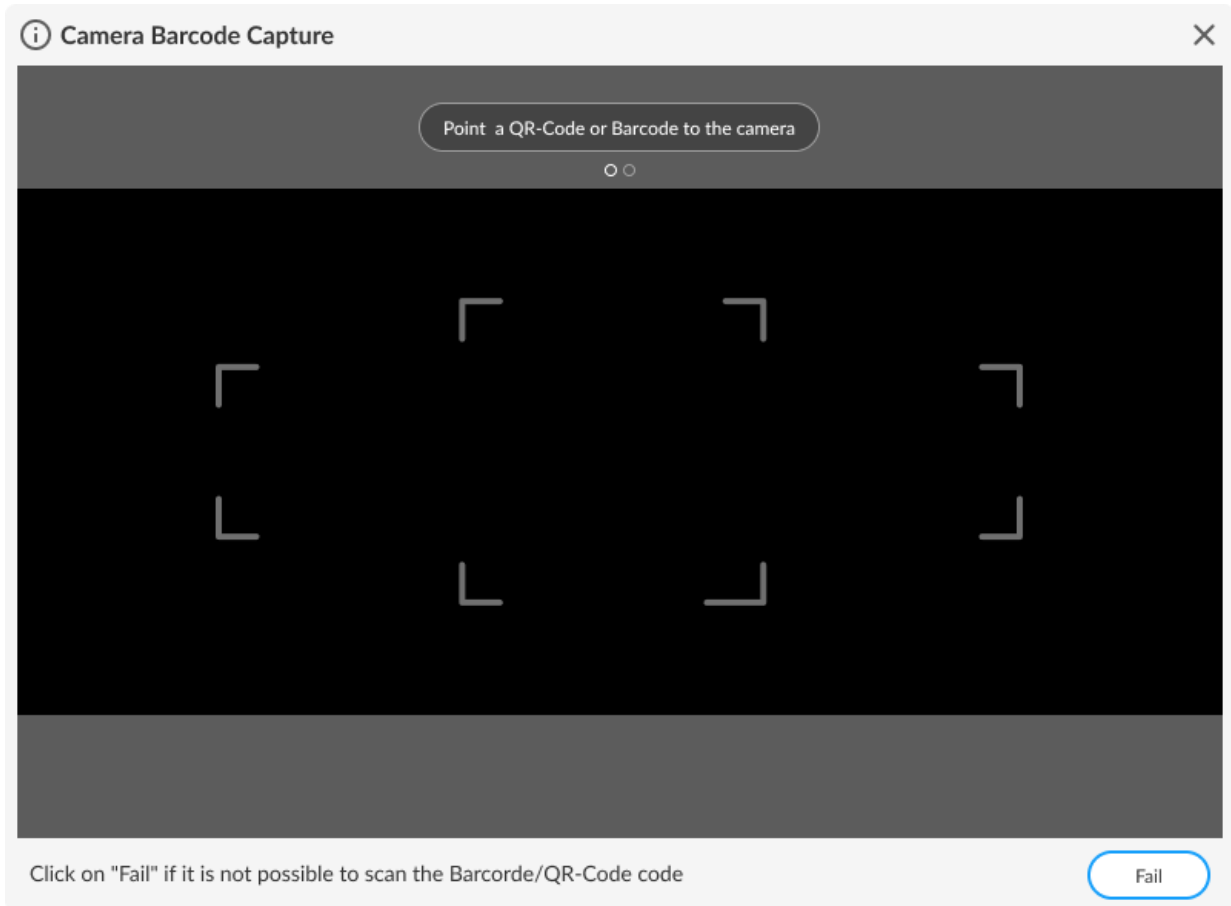 Camera Barcode Capture
Point a QR-Code or Barcode to the camera
Click on "Fail" if it is not possible to scan the Barcorde/QR-Code code
Fail